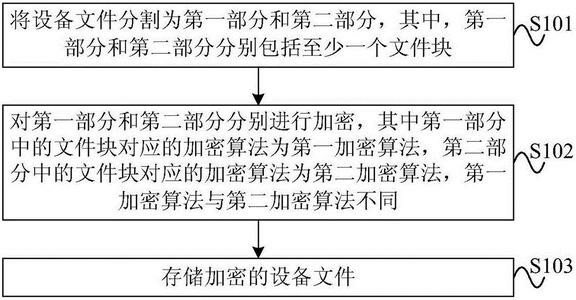 将设备文件分割为第一部分和第二部分，其中，第一
部分和第二部分分别包括至少一个文件块
S101
对第一部分和第二部分分别进行加密，其中第一部分
中的文件块对应的加密算法为第一加密算法，第二部
分中的文件块对应的加密算法为第二加密算法，第一
加密算法与第二加密算法不同
S102
存储加密的设备文件
S103